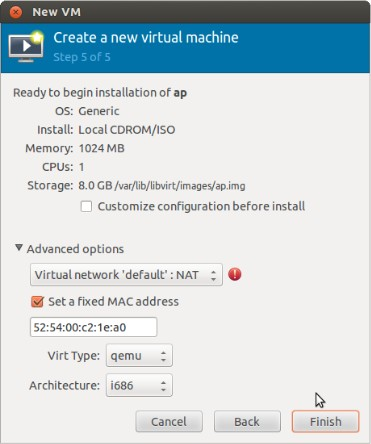 New VM
Create a new virtual machine
Step 5 of 5
Ready to begin installation of ap
OS: Generic
Install: Local CDROM/ISO
Memory: 1024 MB
CPUs: 1
Storage: 8.0 GB /var/lib/libvirt/images/ap.img
Customize configuration before install
Advanced options
Virtual network 'default' : NAT
Set a fixed MAC address
52:54:00:c2:1e:a0
Virt Type: qemu
Architecture: i686
Cancel Back Finish